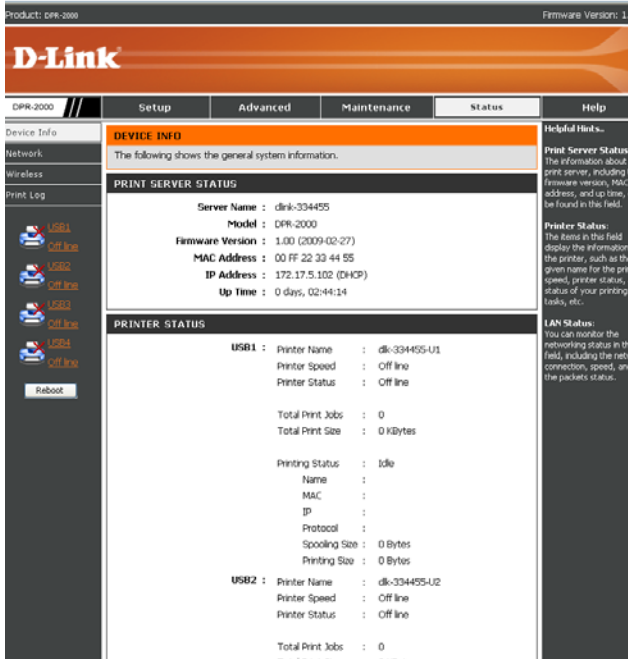 Product: DPR-2000 Firmware Version: 1.
D-Link
DPR-2000 Setup Advanced Maintenance Status Help
Device Info
Network
Wireless
Print Log
USB1
Off line
USB2
Off line
USB3
Off line
USB4
Off line
Reboot
DEVICE INFO
The following shows the general system information.
PRINT SERVER STATUS
Server Name : dlink-334455
Model : DPR-2000
Firmware Version : 1.00 (2009-02-27)
MAC Address : 00 FF 22 33 44 55
IP Address : 172.17.5.102 (DHCP)
Up Time : 0 days, 02:44:14
PRINTER STATUS
USB1 : Printer Name : dlk-334455-U1
Printer Speed : Off line
Printer Status : Off line
Total Print Jobs : 0
Total Print Size : 0 KBytes
Printing Status : Idle
Name :
MAC :
IP :
Protocol :
Spooling Size : 0 Bytes
Printing Size : 0 Bytes
USB2 : Printer Name : dlk-334455-U2
Printer Speed : Off line
Printer Status : Off line
Total Print Jobs : 0
Helpful Hints..
Print Server Status
The information about
print server, including
firmware version, MAC
address, and up time,
be found in this field.
Printer Status:
The items in this field
display the information
the printer, such as th
given name for the prin
speed, printer status,
status of your printing
tasks, etc.
LAN Status:
You can monitor the
networking status in th
field, including the net
connection, speed, an
the packets status.